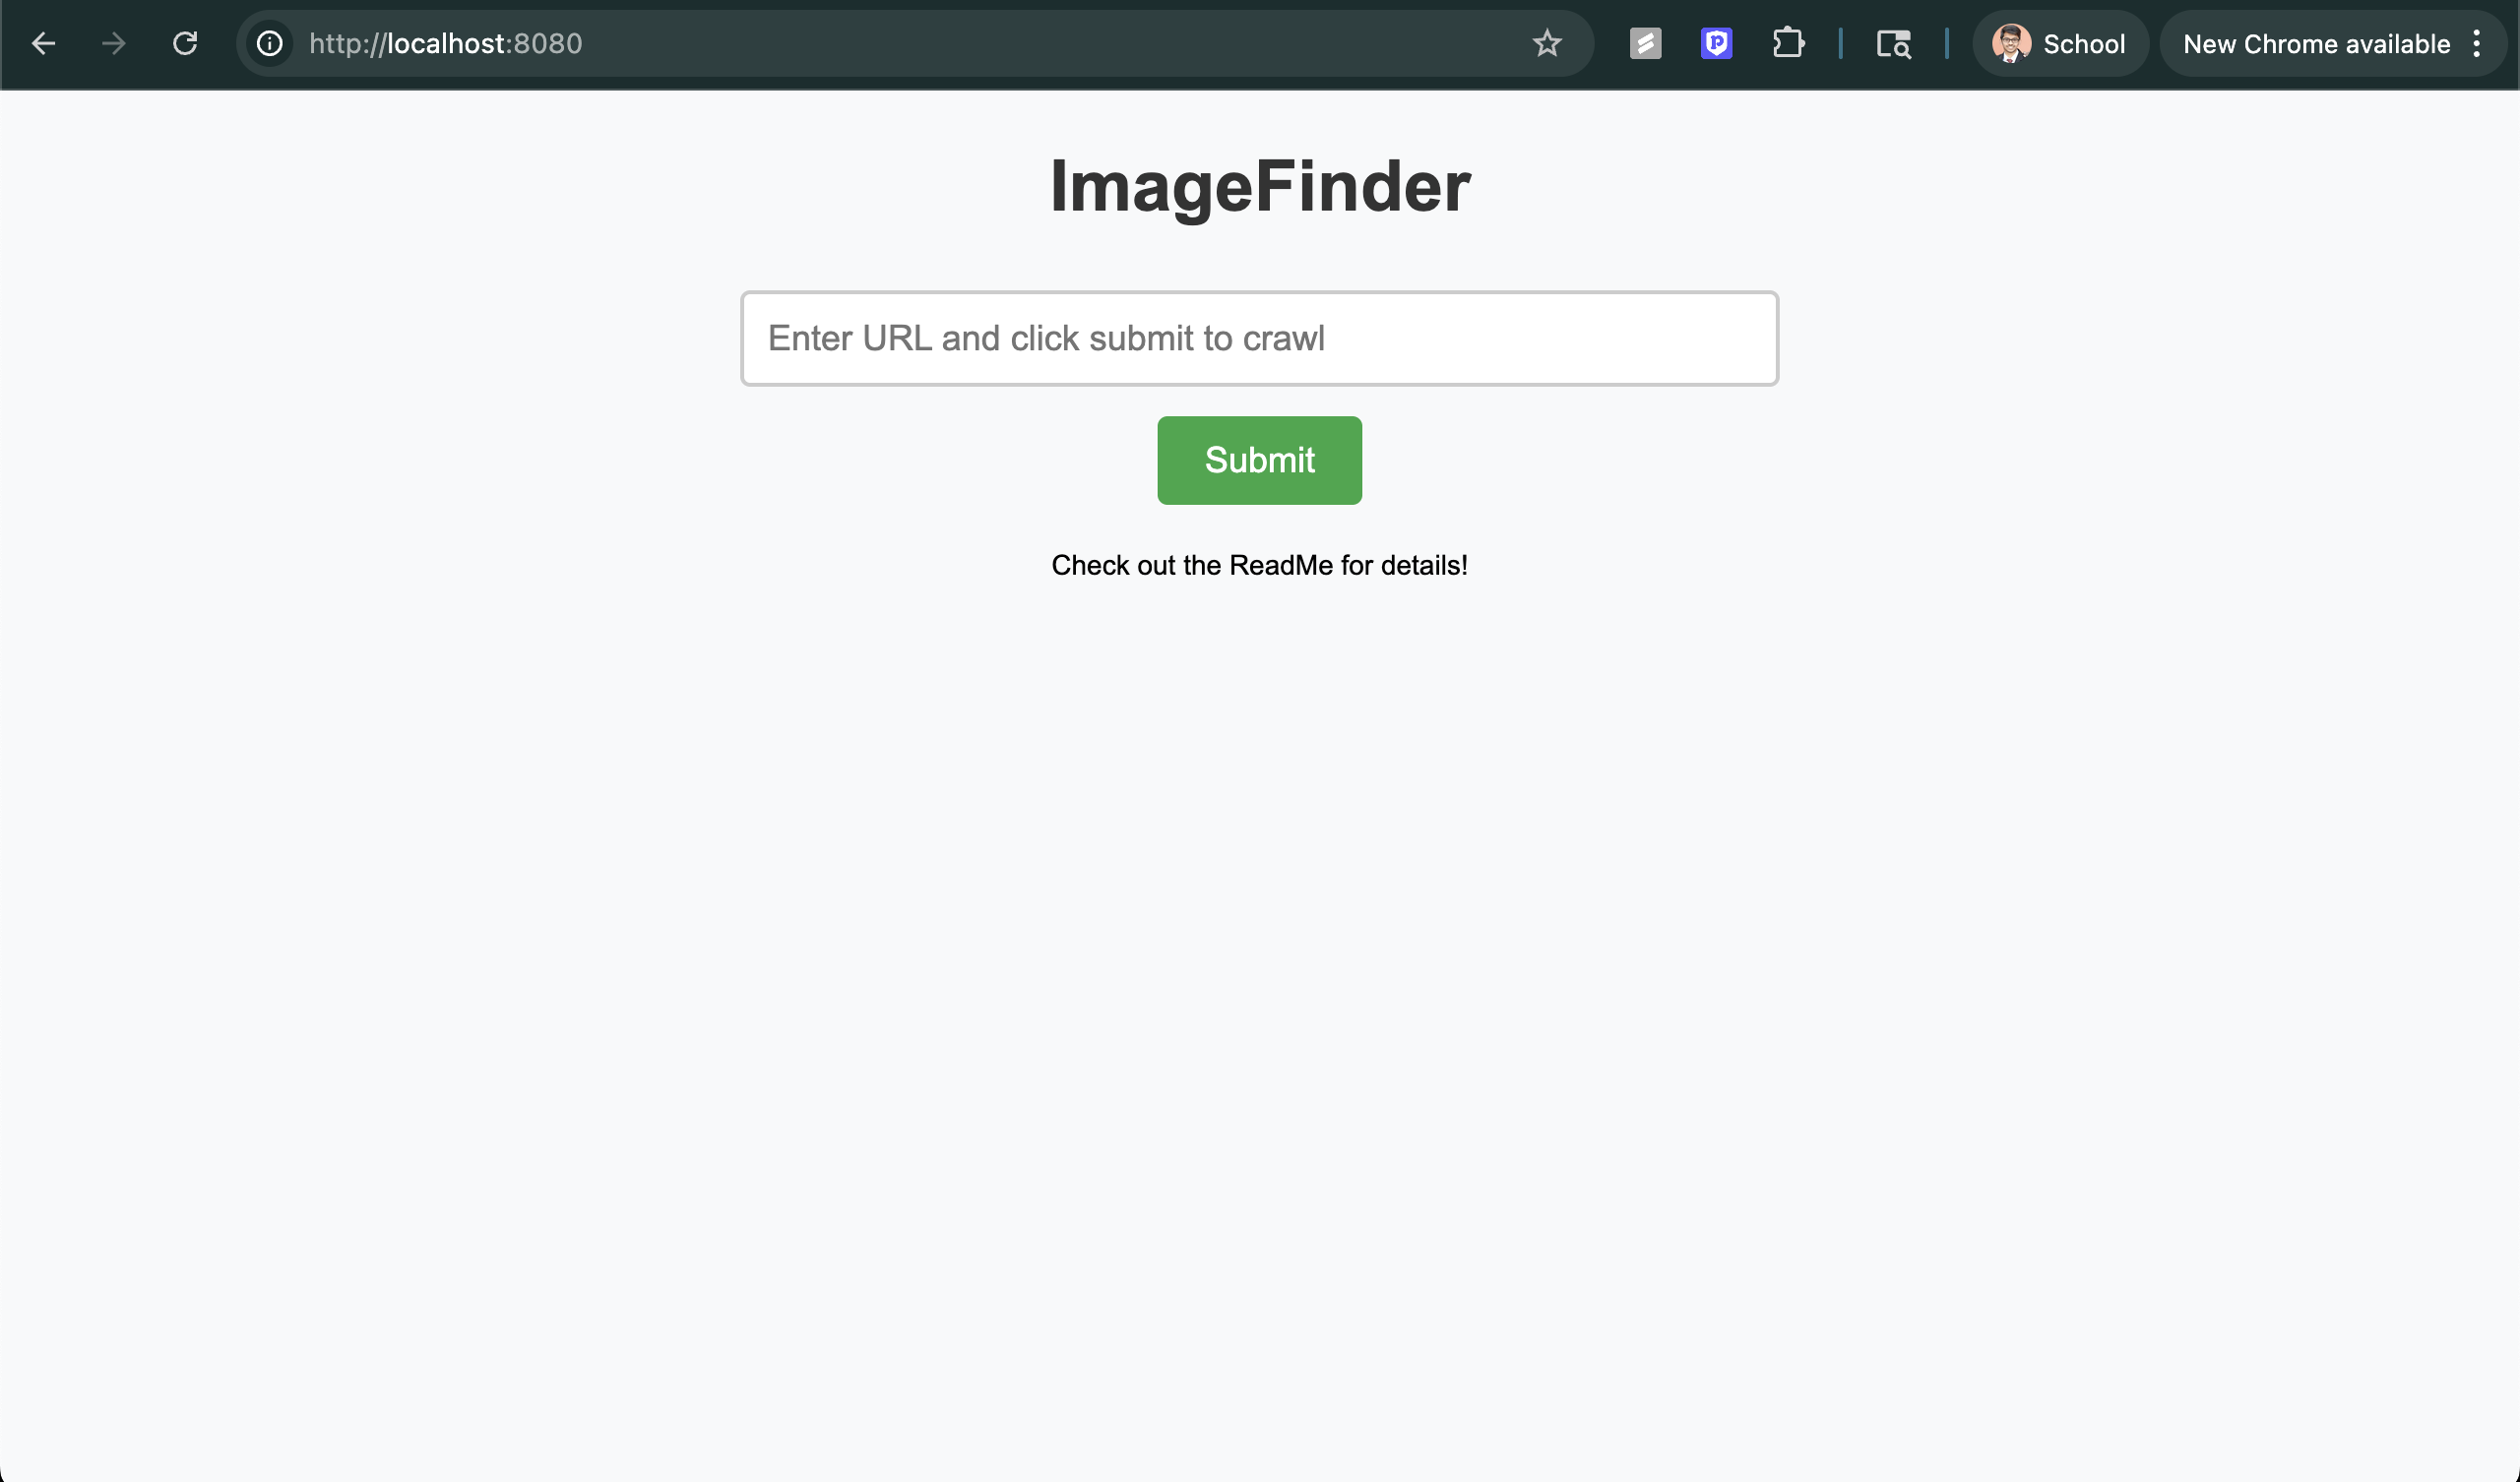 http://localhost:8080
School
New Chrome available
ImageFinder
Enter URL and click submit to crawl
Submit
Check out the ReadMe for details!